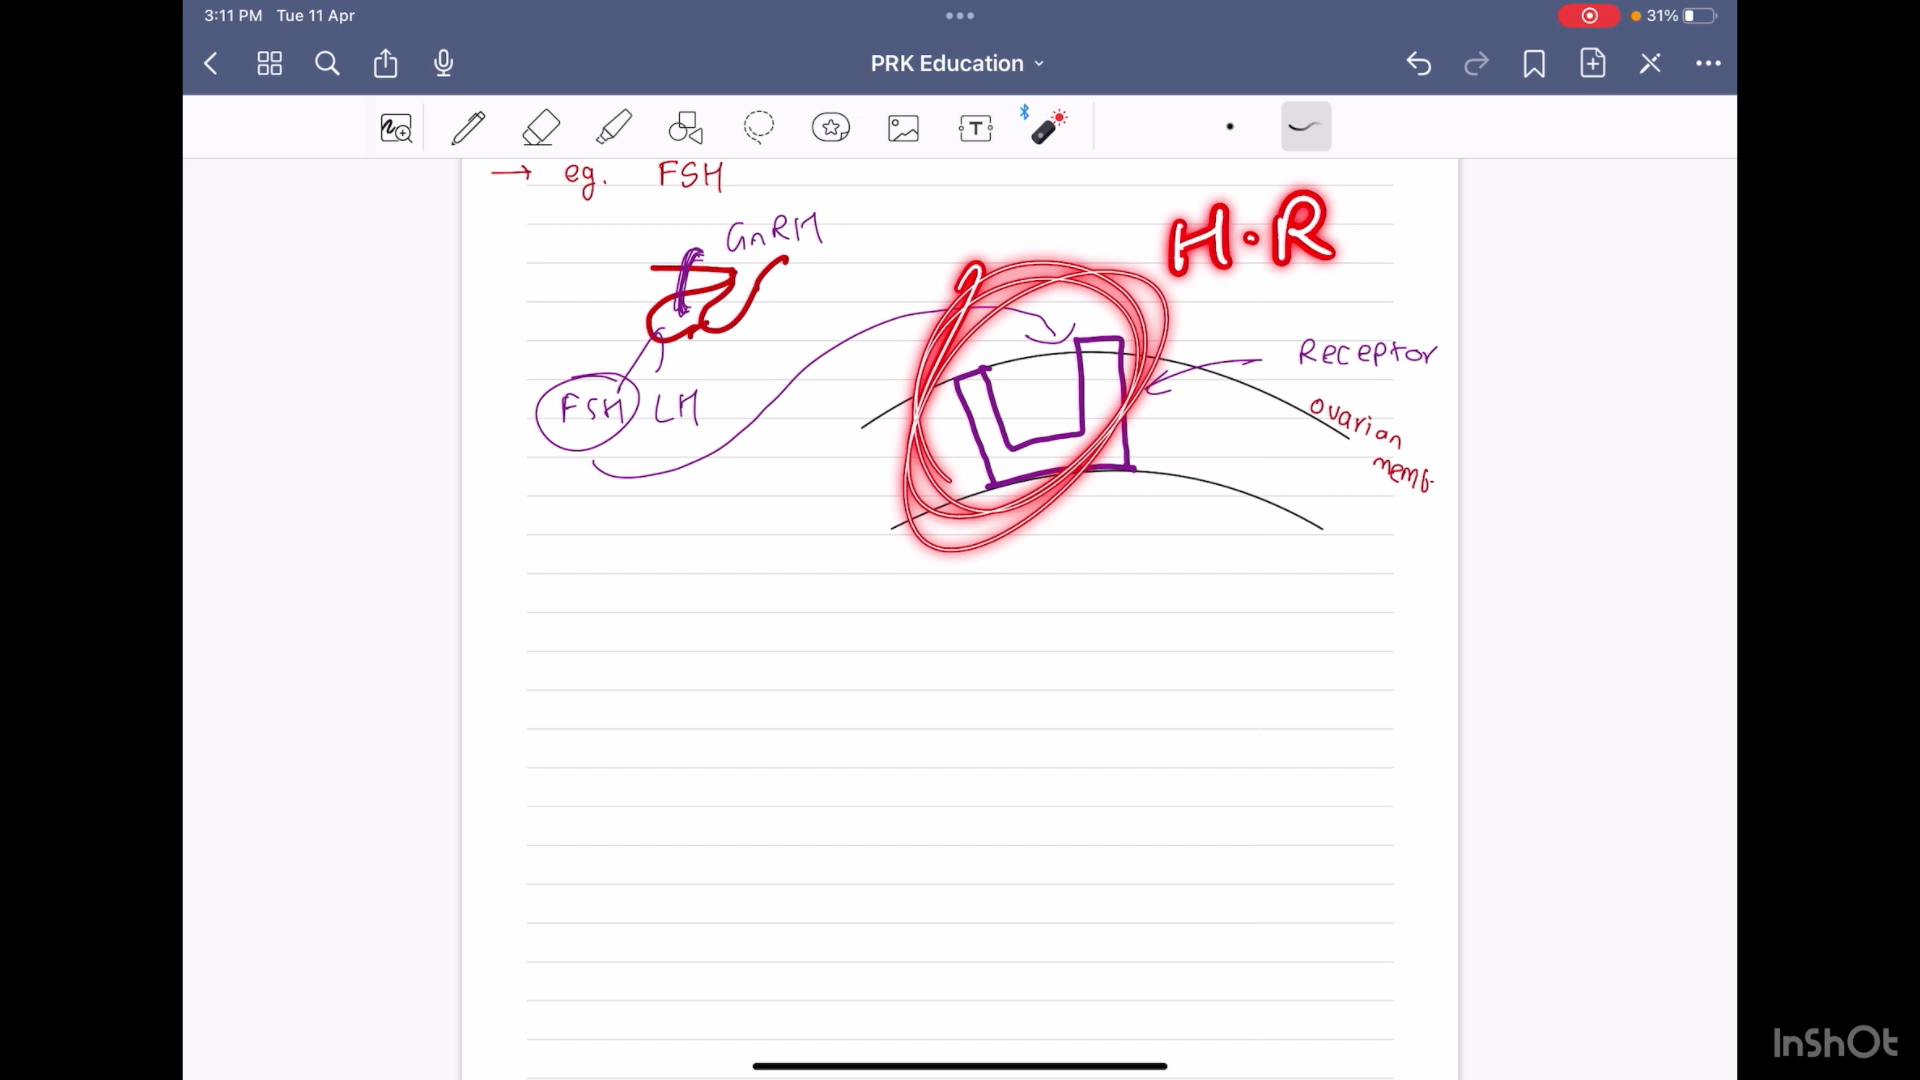 3:11 PM Tue 11 Apr
31%
PRK Education
T
→ eg. FSH
H.R
GnRH
Receptor
FSH LH
ovarian
memb.
InShOt